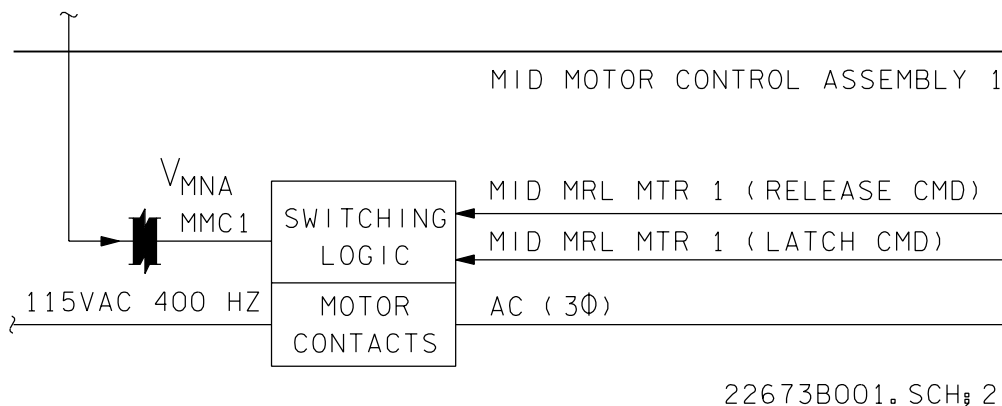 MID MOTOR CONTROL ASSEMBLY 1
VMNA
MMC1
MID MRL MTR 1 (RELEASE CMD)
SWITCHING
LOGIC
MID MRL MTR 1 (LATCH CMD)
115VAC 400 HZ
MOTOR
CONTACTS
AC (3Φ)
22673B001.SCH;2